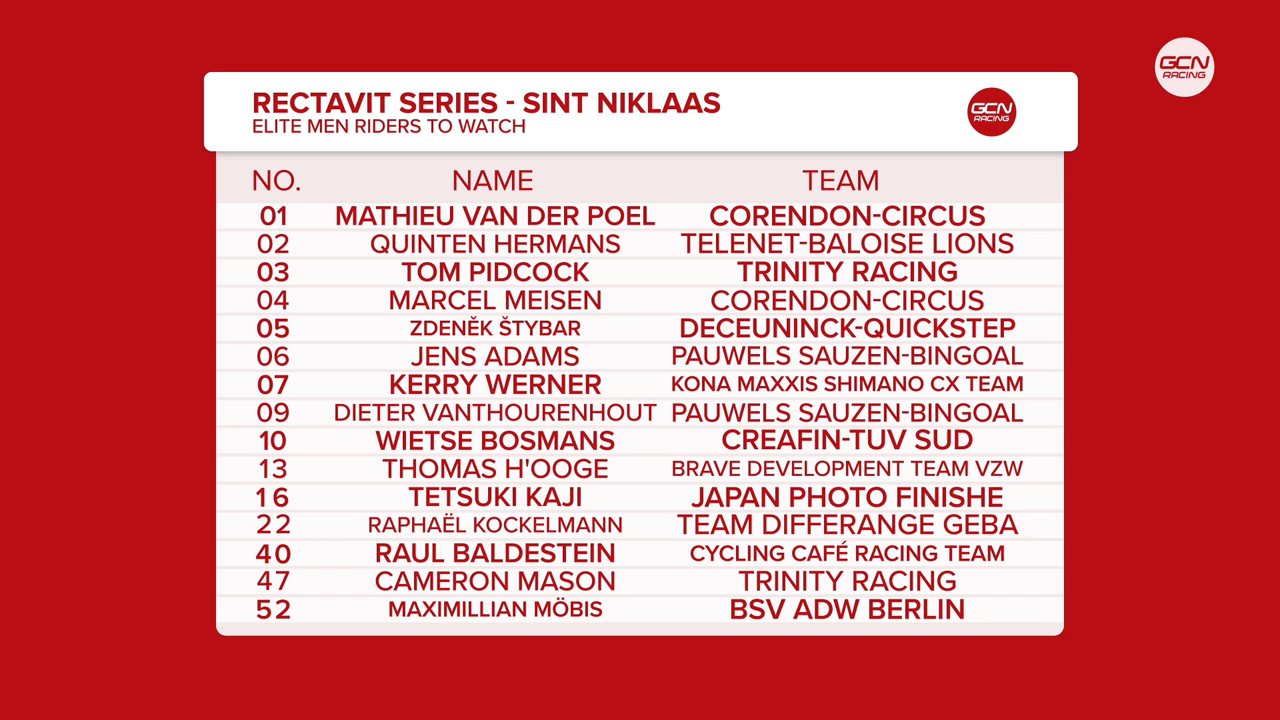 GCN
RACING
RECTAVIT SERIES - SINT NIKLAAS
ELITE MEN RIDERS TO WATCH
GCN
RACING
NO. NAME TEAM
01 MATHIEU VAN DER POEL CORENDON-CIRCUS
02 QUINTEN HERMANS TELENET-BALOISE LIONS
03 TOM PIDCOCK TRINITY RACING
04 MARCEL MEISEN CORENDON-CIRCUS
05 ZDENĚK ŠTYBAR DECEUNINCK-QUICKSTEP
06 JENS ADAMS PAUWELS SAUZEN-BINGOAL
07 KERRY WERNER KONA MAXXIS SHIMANO CX TEAM
09 DIETER VANTHOURENHOUT PAUWELS SAUZEN-BINGOAL
10 WIETSE BOSMANS CREAFIN-TUV SUD
13 THOMAS H'OOGE BRAVE DEVELOPMENT TEAM VZW
16 TETSUKI KAJI JAPAN PHOTO FINISHE
22 RAPHAËL KOCKELMANN TEAM DIFFERANGE GEBA
40 RAUL BALDESTEIN CYCLING CAFÉ RACING TEAM
47 CAMERON MASON TRINITY RACING
52 MAXIMILLIAN MÖBIS BSV ADW BERLIN